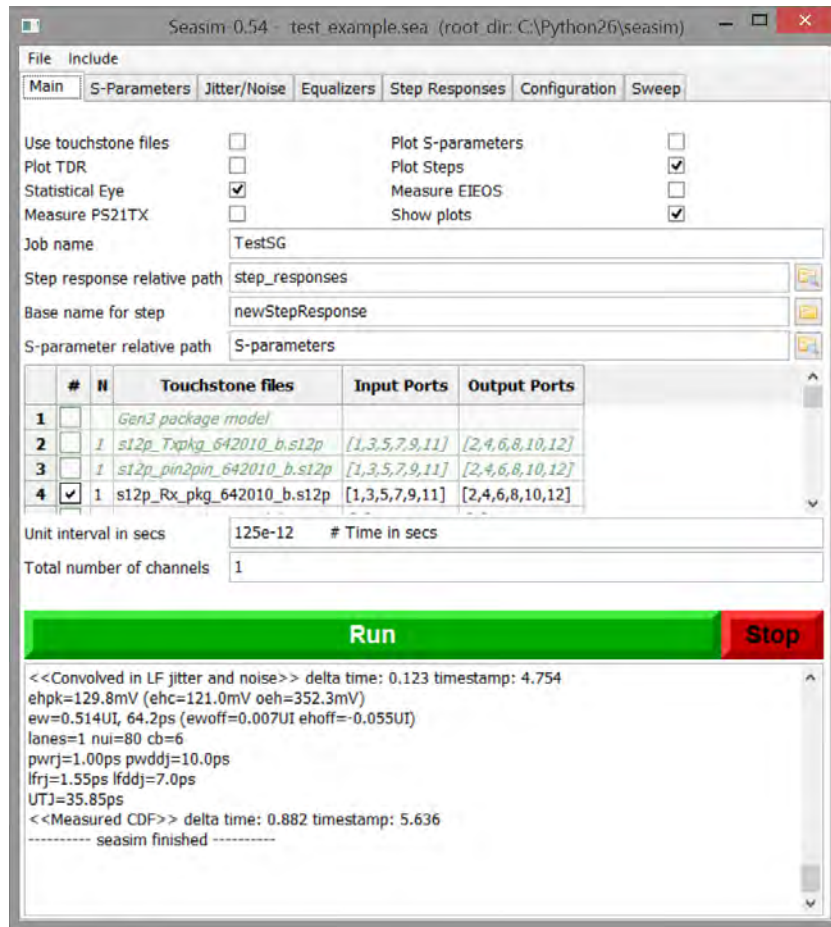 Seasim 0.54 - test_example.sea (root_dir: C:\Python26\seasim)
File Include
Main S-Parameters Jitter/Noise Equalizers Step Responses Configuration Sweep
Use touchstone files Plot S-parameters
Plot TDR Plot Steps
Statistical Eye Measure EIEOS
Measure PS21TX Show plots
Job name TestSG
Step response relative path step_responses
Base name for step newStepResponse
S-parameter relative path S-parameters
# N Touchstone files Input Ports Output Ports
1 Gen3 package model
2 1 s12p_Txpkg_642010_b.s12p [1,3,5,7,9,11] [2,4,6,8,10,12]
3 1 s12p_pin2pin_642010_b.s12p [1,3,5,7,9,11] [2,4,6,8,10,12]
4 1 s12p_Rx_pkg_642010_b.s12p [1,3,5,7,9,11] [2,4,6,8,10,12]
Unit interval in secs 125e-12 # Time in secs
Total number of channels 1
Run Stop
<<Convolved in LF jitter and noise>> delta time: 0.123 timestamp: 4.754
ehpk=129.8mV (ehc=121.0mV oeh=352.3mV)
ew=0.514UI, 64.2ps (ewoff=0.007UI ehoff=-0.055UI)
lanes=1 nui=80 cb=6
pwrj=1.00ps pwddj=10.0ps
lfrj=1.55ps lfddj=7.0ps
UTJ=35.85ps
<<Measured CDF>> delta time: 0.882 timestamp: 5.636
---------- seasim finished ----------